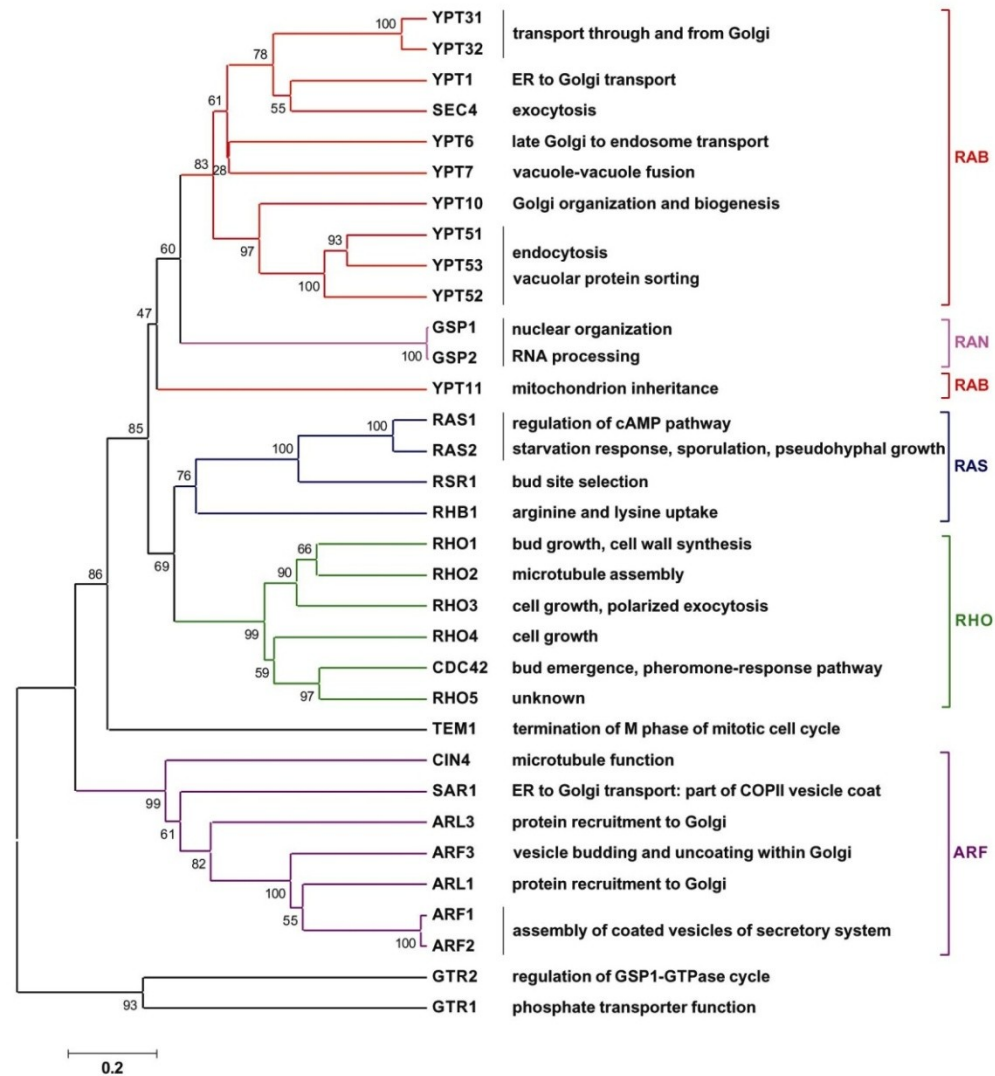 100 YPT31 transport through and from Golgi
YPT32
78
YPT1 ER to Golgi transport
55 SEC4 exocytosis
61
YPT6 late Golgi to endosome transport
83 28 YPT7 vacuole-vacuole fusion
RAB
YPT10 Golgi organization and biogenesis
97
93 YPT51 endocytosis
YPT53 vacuolar protein sorting
100 YPT52
60
47
GSP1 nuclear organization
100 GSP2 RNA processing
RAN
YPT11 mitochondrion inheritance
RAB
85
100 RAS1 regulation of cAMP pathway
RAS2 starvation response, sporulation, pseudohyphal growth
100
RAS
76 RSR1 bud site selection
RHB1 arginine and lysine uptake
69
66 RHO1 bud growth, cell wall synthesis
RHO2 microtubule assembly
86 90
RHO3 cell growth, polarized exocytosis
RHO
99 RHO4 cell growth
59 CDC42 bud emergence, pheromone-response pathway
97 RHO5 unknown
TEM1 termination of M phase of mitotic cell cycle
CIN4 microtubule function
99 SAR1 ER to Golgi transport: part of COPII vesicle coat
61 ARL3 protein recruitment to Golgi
82 ARF3 vesicle budding and uncoating within Golgi
ARF
100 ARL1 protein recruitment to Golgi
55 ARF1 assembly of coated vesicles of secretory system
100 ARF2
GTR2 regulation of GSP1-GTPase cycle
93 GTR1 phosphate transporter function
0.2